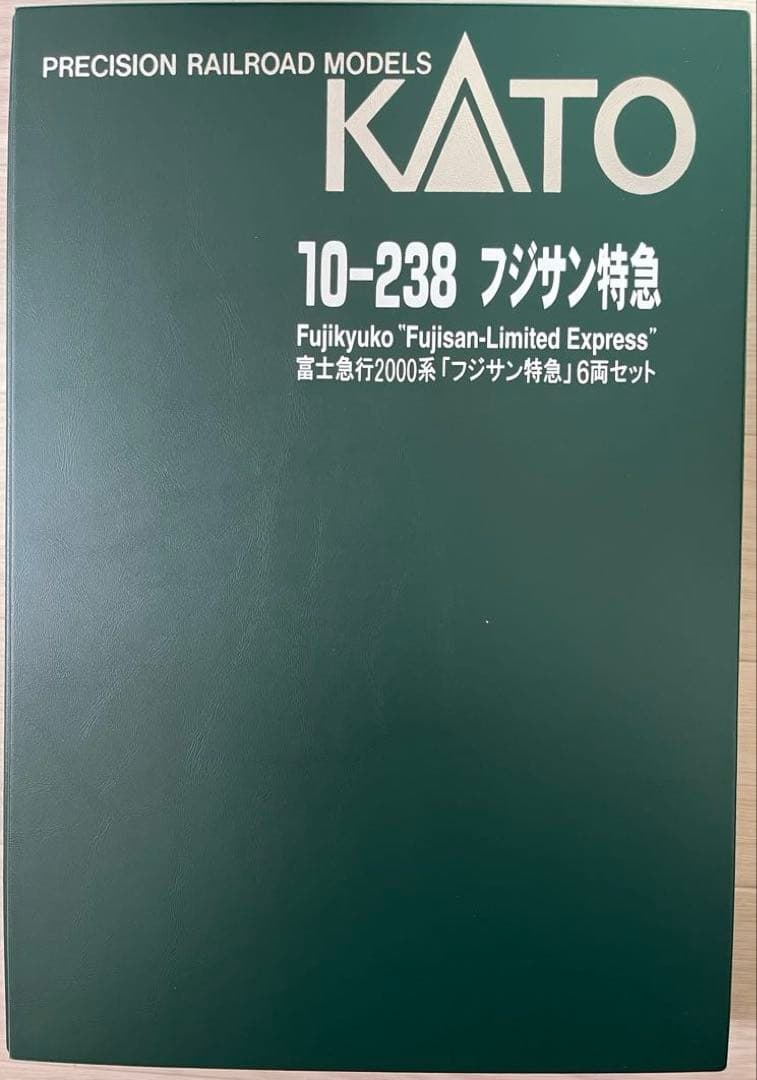 PRECISION RAILROAD MODELS
KATO
10-238 フジサン特急
Fujikyuko "Fujisan-Limited Express"
富士急行2000系「フジサン特急」6両セット